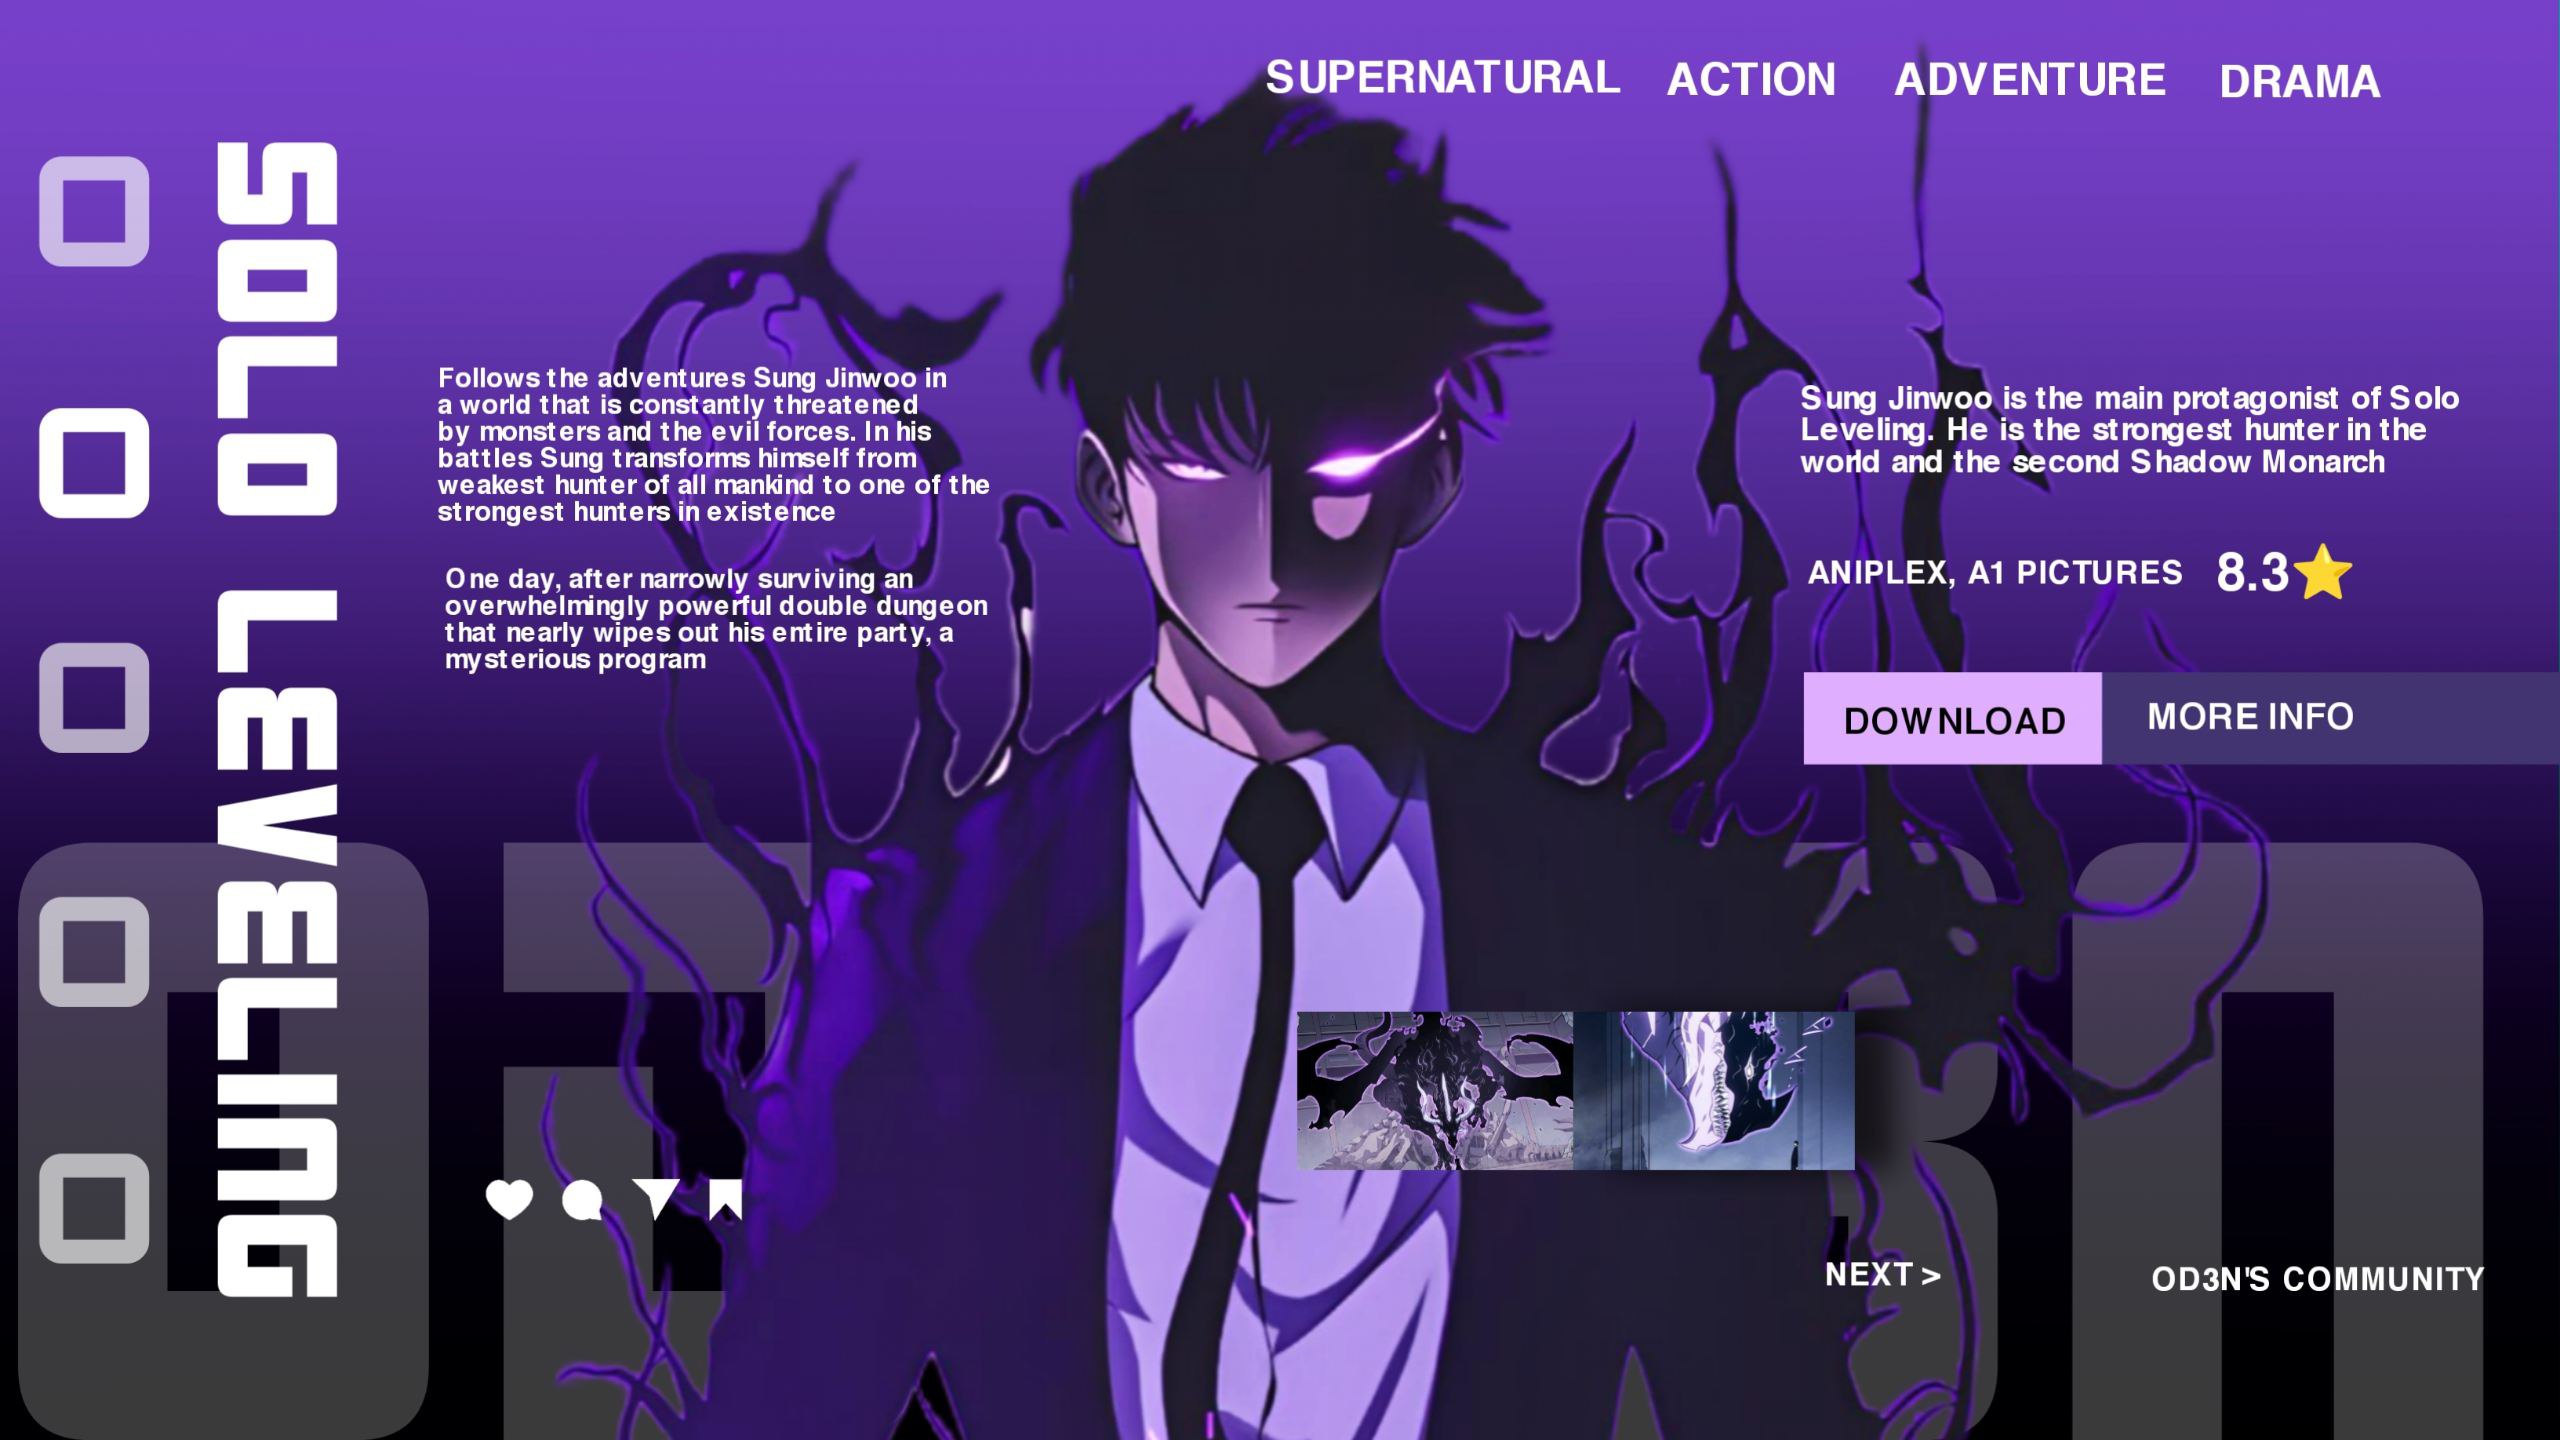 SUPERNATURAL ACTION ADVENTURE DRAMA
SOLO LEVELING
Follows the adventures Sung Jinwoo in
a world that is constantly threatened
by monsters and the evil forces. In his
battles Sung transforms himself from
weakest hunter of all mankind to one of the
strongest hunters in existence
One day, after narrowly surviving an
overwhelmingly powerful double dungeon
that nearly wipes out his entire party, a
mysterious program
Sung Jinwoo is the main protagonist of Solo
Leveling. He is the strongest hunter in the
world and the second Shadow Monarch
ANIPLEX, A1 PICTURES 8.3⭐
DOWNLOAD MORE INFO
NEXT >
OD3N'S COMMUNITY